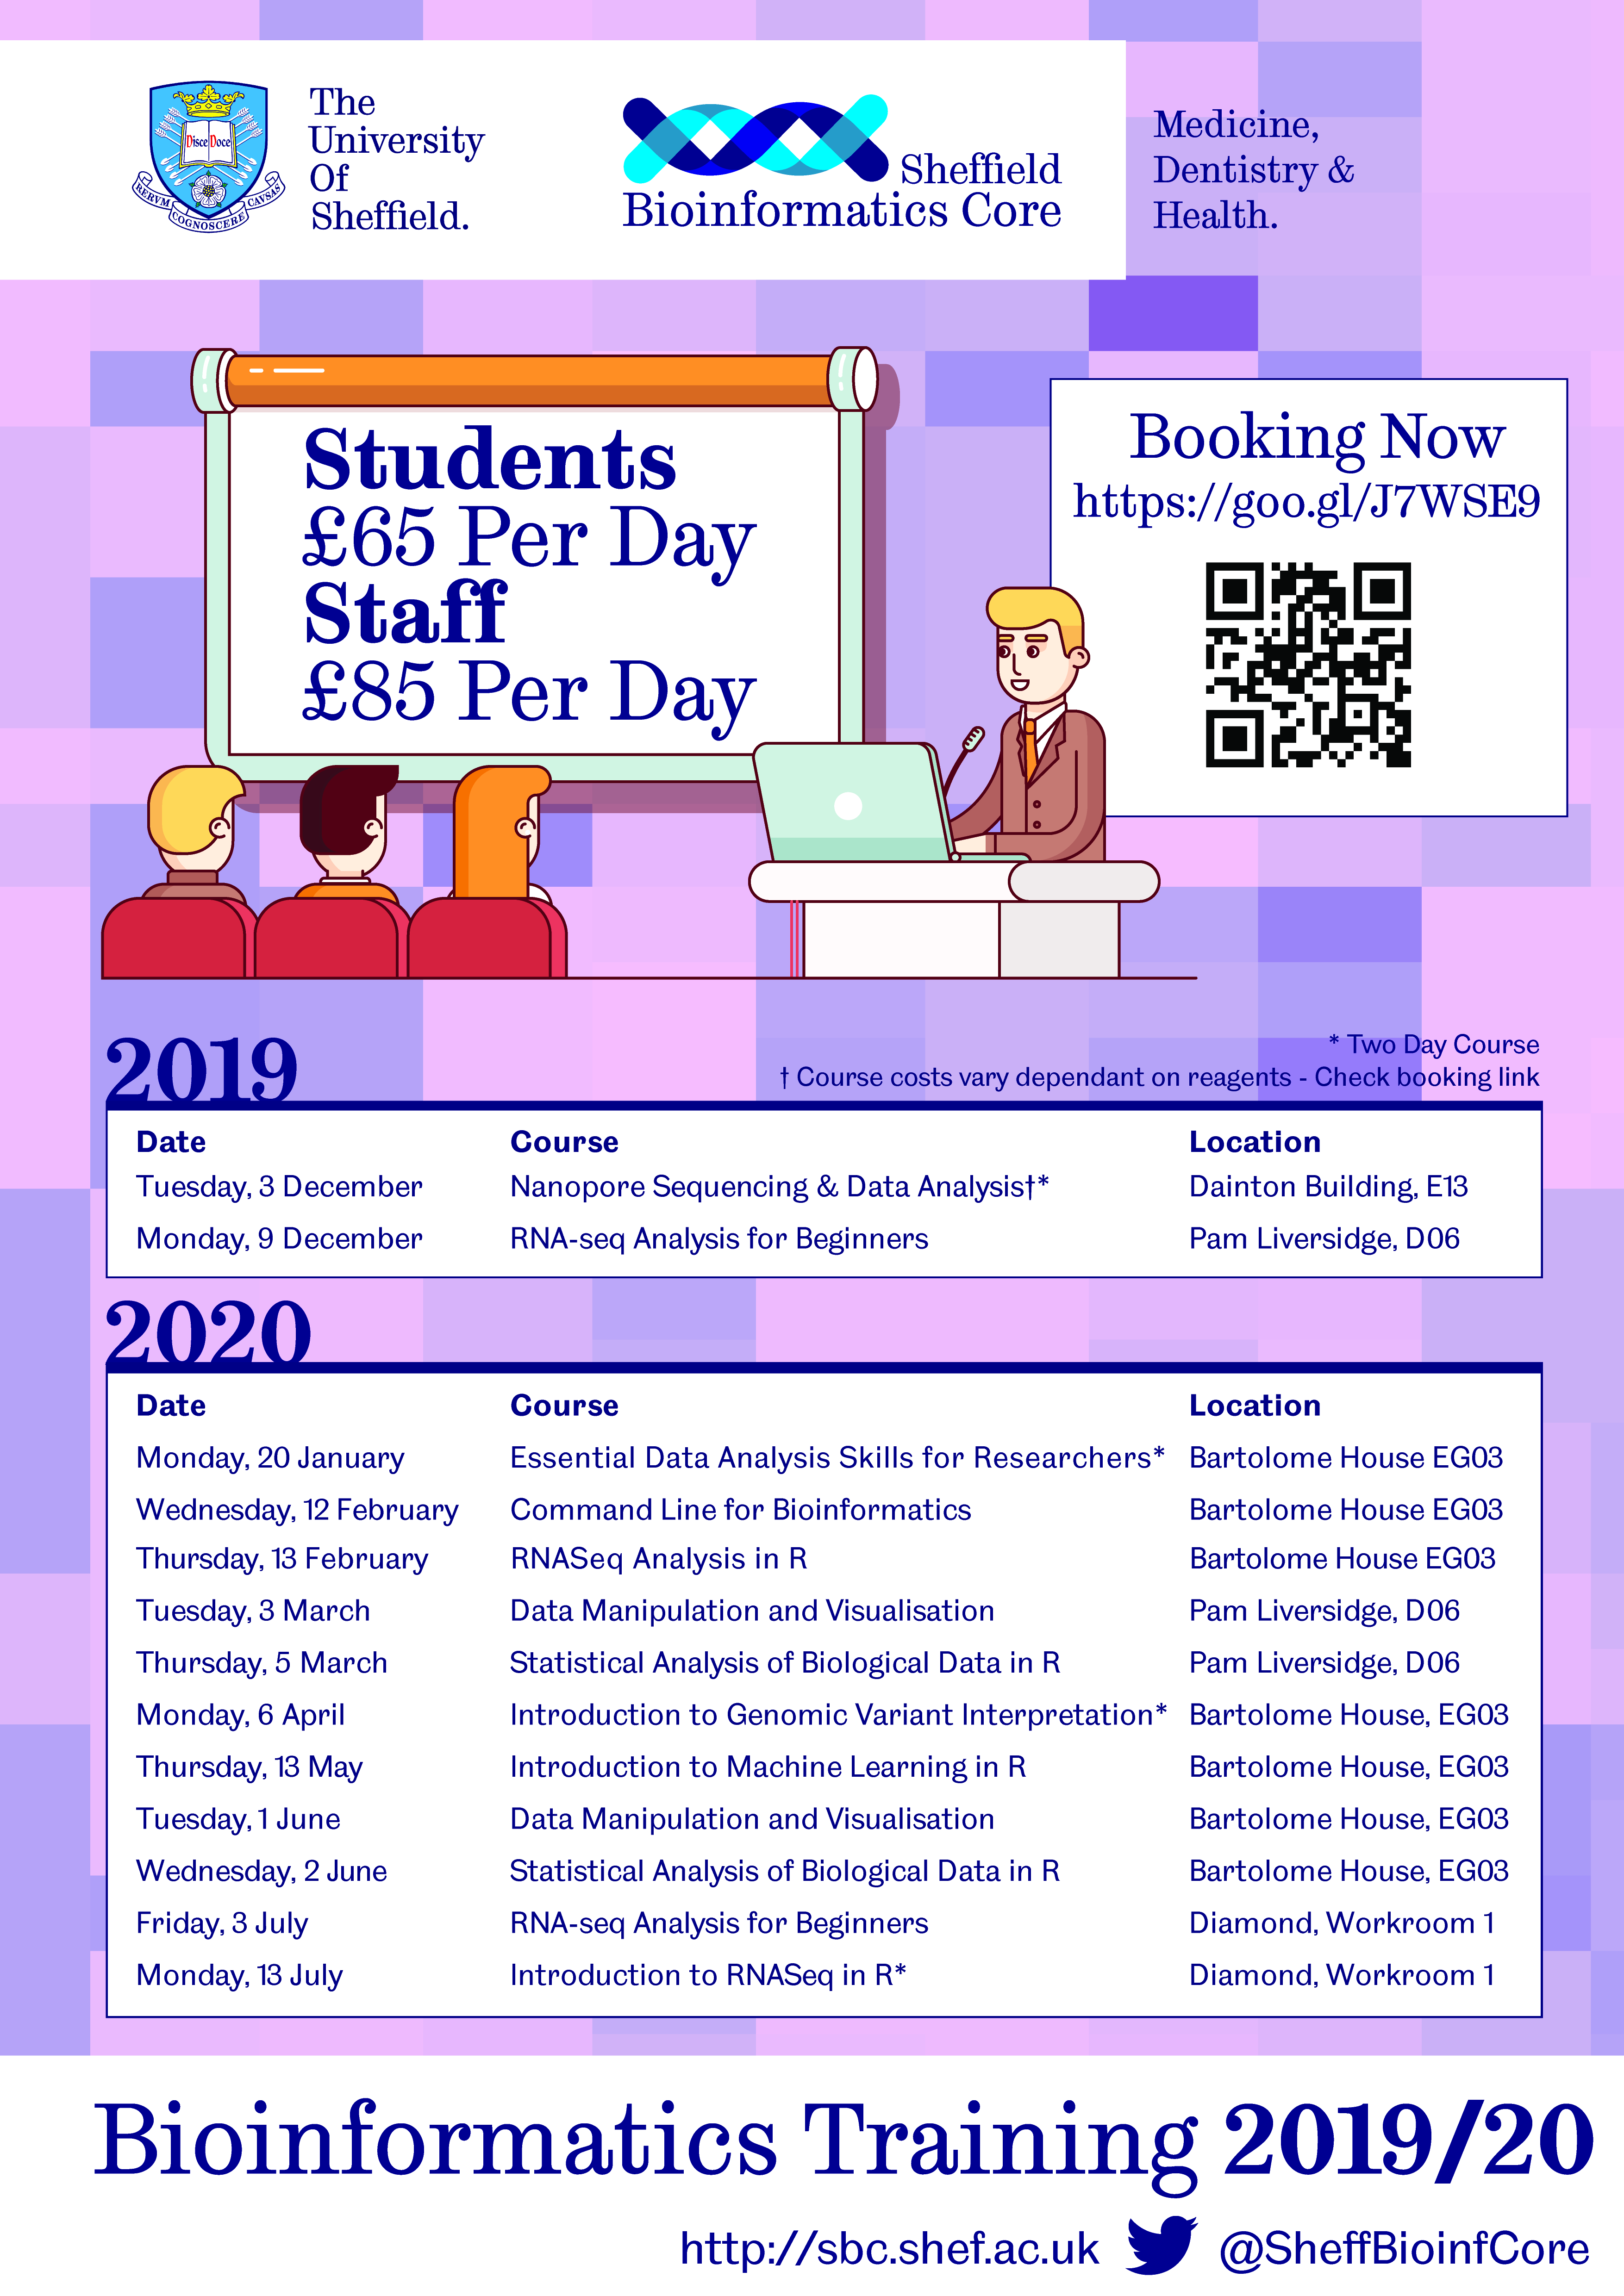 The
University
Of
Sheffield.
Disce Doce
RERVM COGNOSCERE CAVSAS
Sheffield
Bioinformatics Core
Medicine,
Dentistry &
Health.
Students
£65 Per Day
Staff
£85 Per Day
Booking Now
https://goo.gl/J7WSE9
2019
* Two Day Course
† Course costs vary dependant on reagents - Check booking link
Date Course Location
Tuesday, 3 December Nanopore Sequencing & Data Analysis†* Dainton Building, E13
Monday, 9 December RNA-seq Analysis for Beginners Pam Liversidge, D06
2020
Date Course Location
Monday, 20 January Essential Data Analysis Skills for Researchers* Bartolome House EG03
Wednesday, 12 February Command Line for Bioinformatics Bartolome House EG03
Thursday, 13 February RNASeq Analysis in R Bartolome House EG03
Tuesday, 3 March Data Manipulation and Visualisation Pam Liversidge, D06
Thursday, 5 March Statistical Analysis of Biological Data in R Pam Liversidge, D06
Monday, 6 April Introduction to Genomic Variant Interpretation* Bartolome House, EG03
Thursday, 13 May Introduction to Machine Learning in R Bartolome House, EG03
Tuesday, 1 June Data Manipulation and Visualisation Bartolome House, EG03
Wednesday, 2 June Statistical Analysis of Biological Data in R Bartolome House, EG03
Friday, 3 July RNA-seq Analysis for Beginners Diamond, Workroom 1
Monday, 13 July Introduction to RNASeq in R* Diamond, Workroom 1
Bioinformatics Training 2019/20
http://sbc.shef.ac.uk @SheffBioinfCore